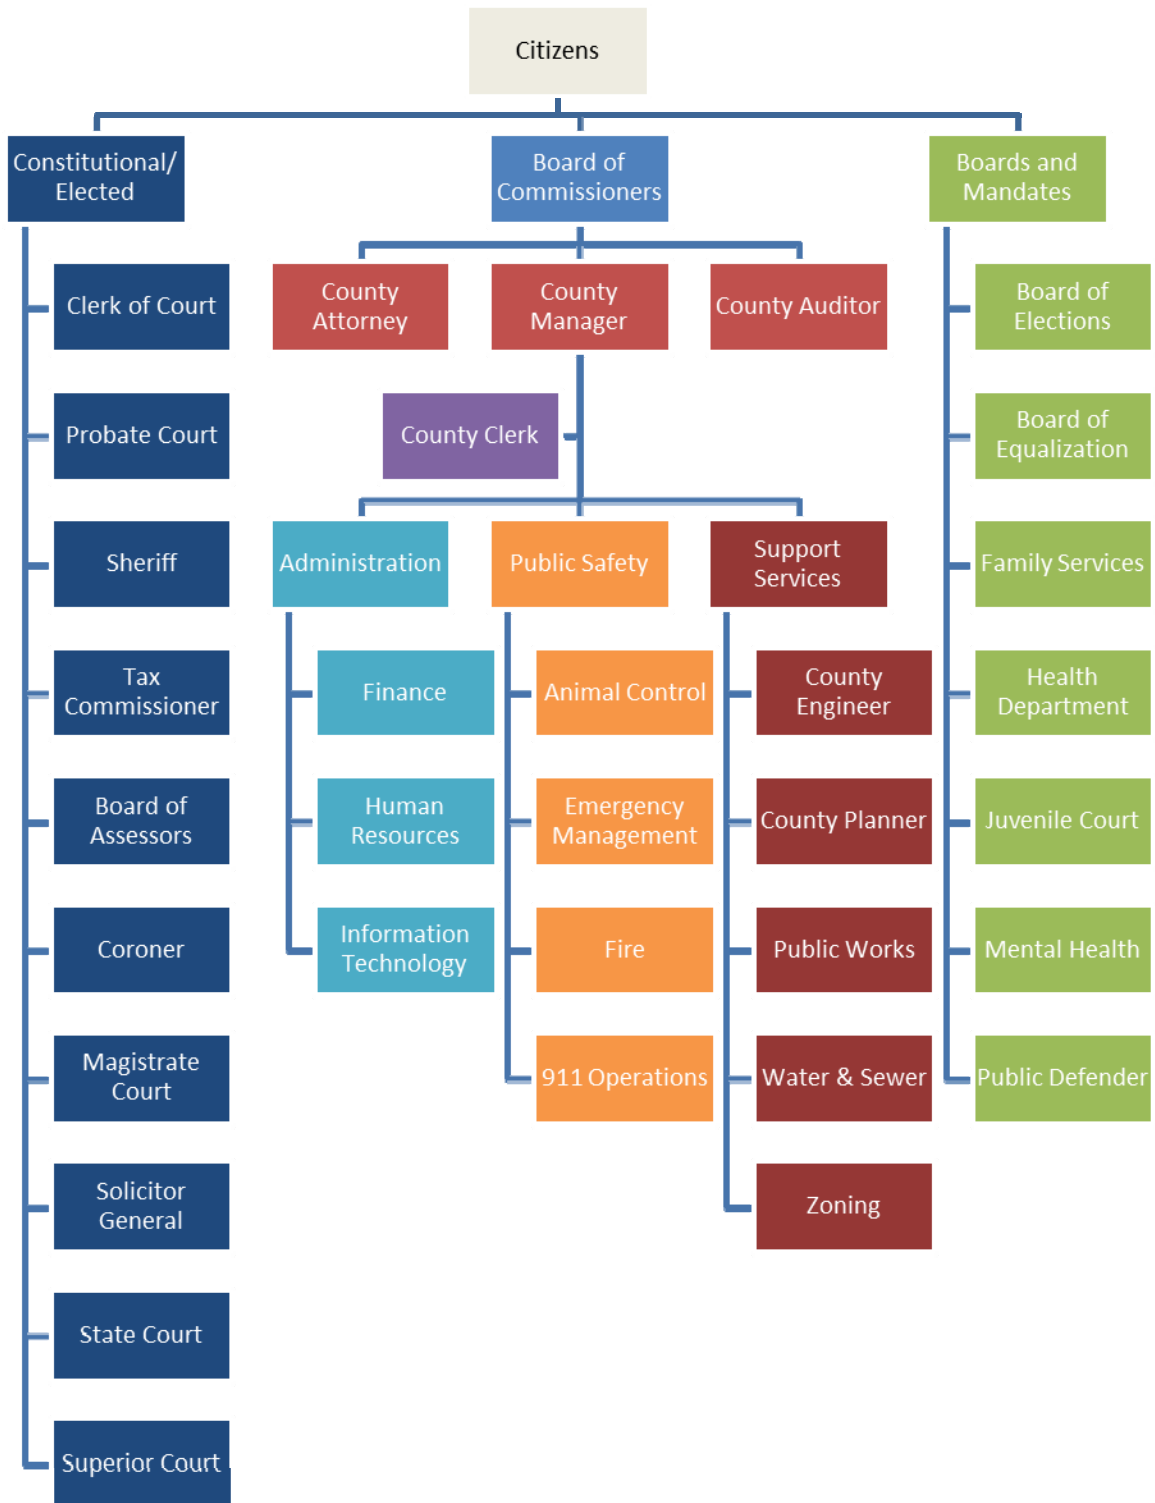 Citizens
Constitutional/
Elected
Board of
Commissioners
Boards and
Mandates
Clerk of Court
County
Attorney
County
Manager
County Auditor
Board of
Elections
Probate Court
County Clerk
Board of
Equalization
Sheriff
Administration
Public Safety
Support
Services
Family Services
Tax
Commissioner
Finance
Animal Control
County
Engineer
Health
Department
Board of
Assessors
Human
Resources
Emergency
Management
County Planner
Juvenile Court
Coroner
Information
Technology
Fire
Public Works
Mental Health
Magistrate
Court
911 Operations
Water & Sewer
Public Defender
Solicitor
General
Zoning
State Court
Superior Court